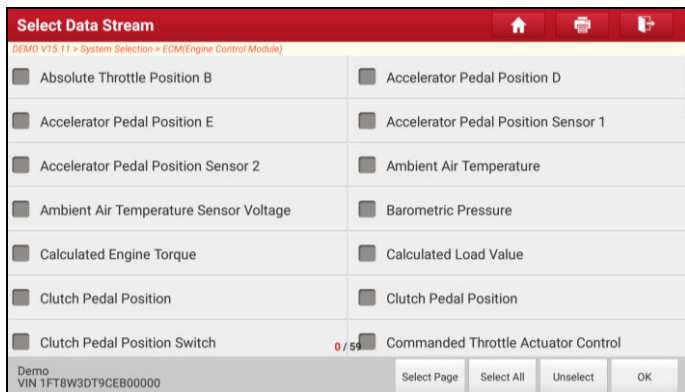 Select Data Stream
DEMO V15.11 > System Selection > ECM(Engine Control Module)
Absolute Throttle Position B
Accelerator Pedal Position D
Accelerator Pedal Position E
Accelerator Pedal Position Sensor 1
Accelerator Pedal Position Sensor 2
Ambient Air Temperature
Ambient Air Temperature Sensor Voltage
Barometric Pressure
Calculated Engine Torque
Calculated Load Value
Clutch Pedal Position
Clutch Pedal Position
Clutch Pedal Position Switch
0 / 59
Commanded Throttle Actuator Control
Demo
VIN 1FT8W3DT9CEB00000
Select Page
Select All
Unselect
OK